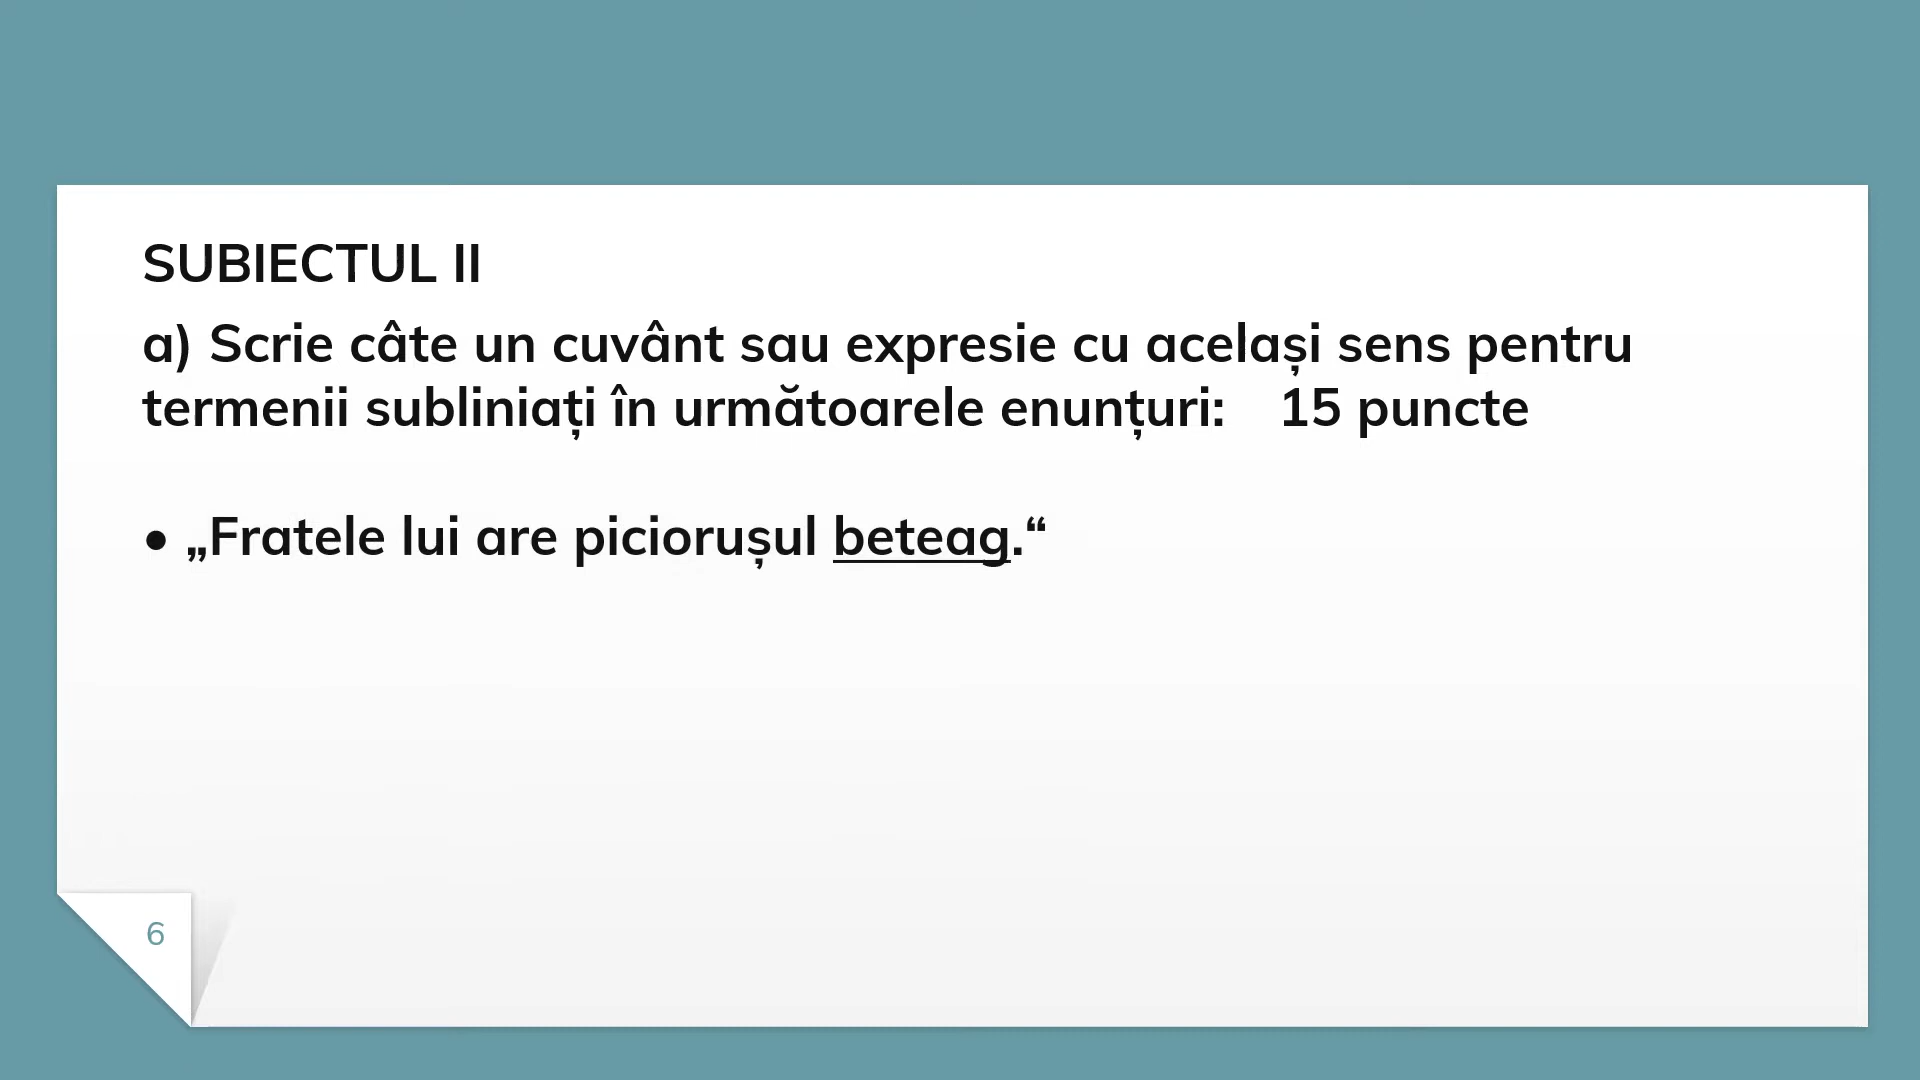 SUBIECTUL II
a) Scrie câte un cuvânt sau expresie cu același sens pentru
termenii subliniați în următoarele enunțuri: 15 puncte
● „Fratele lui are piciorușul beteag.“
6